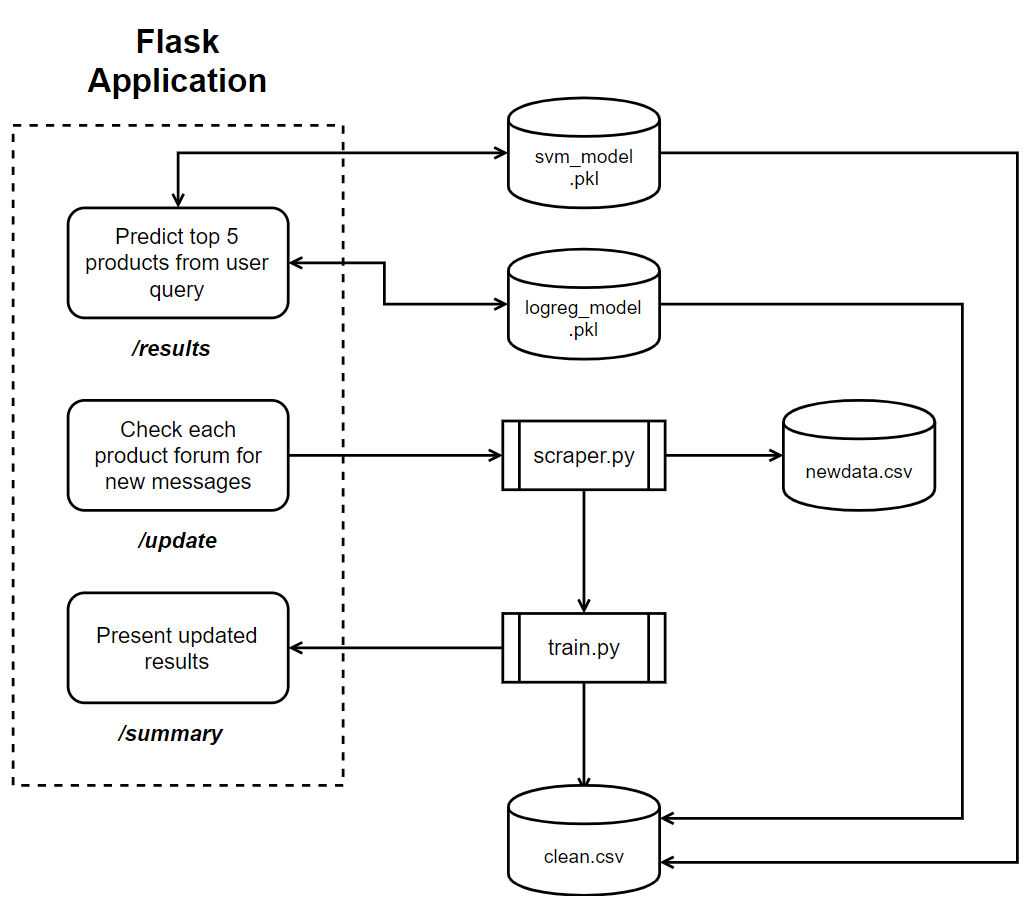 Flask
Application
svm_model
.pkl
Predict top 5
products from user
query
/results
logreg_model
.pkl
Check each
product forum for
new messages
/update
scraper.py
newdata.csv
Present updated
results
/summary
train.py
clean.csv